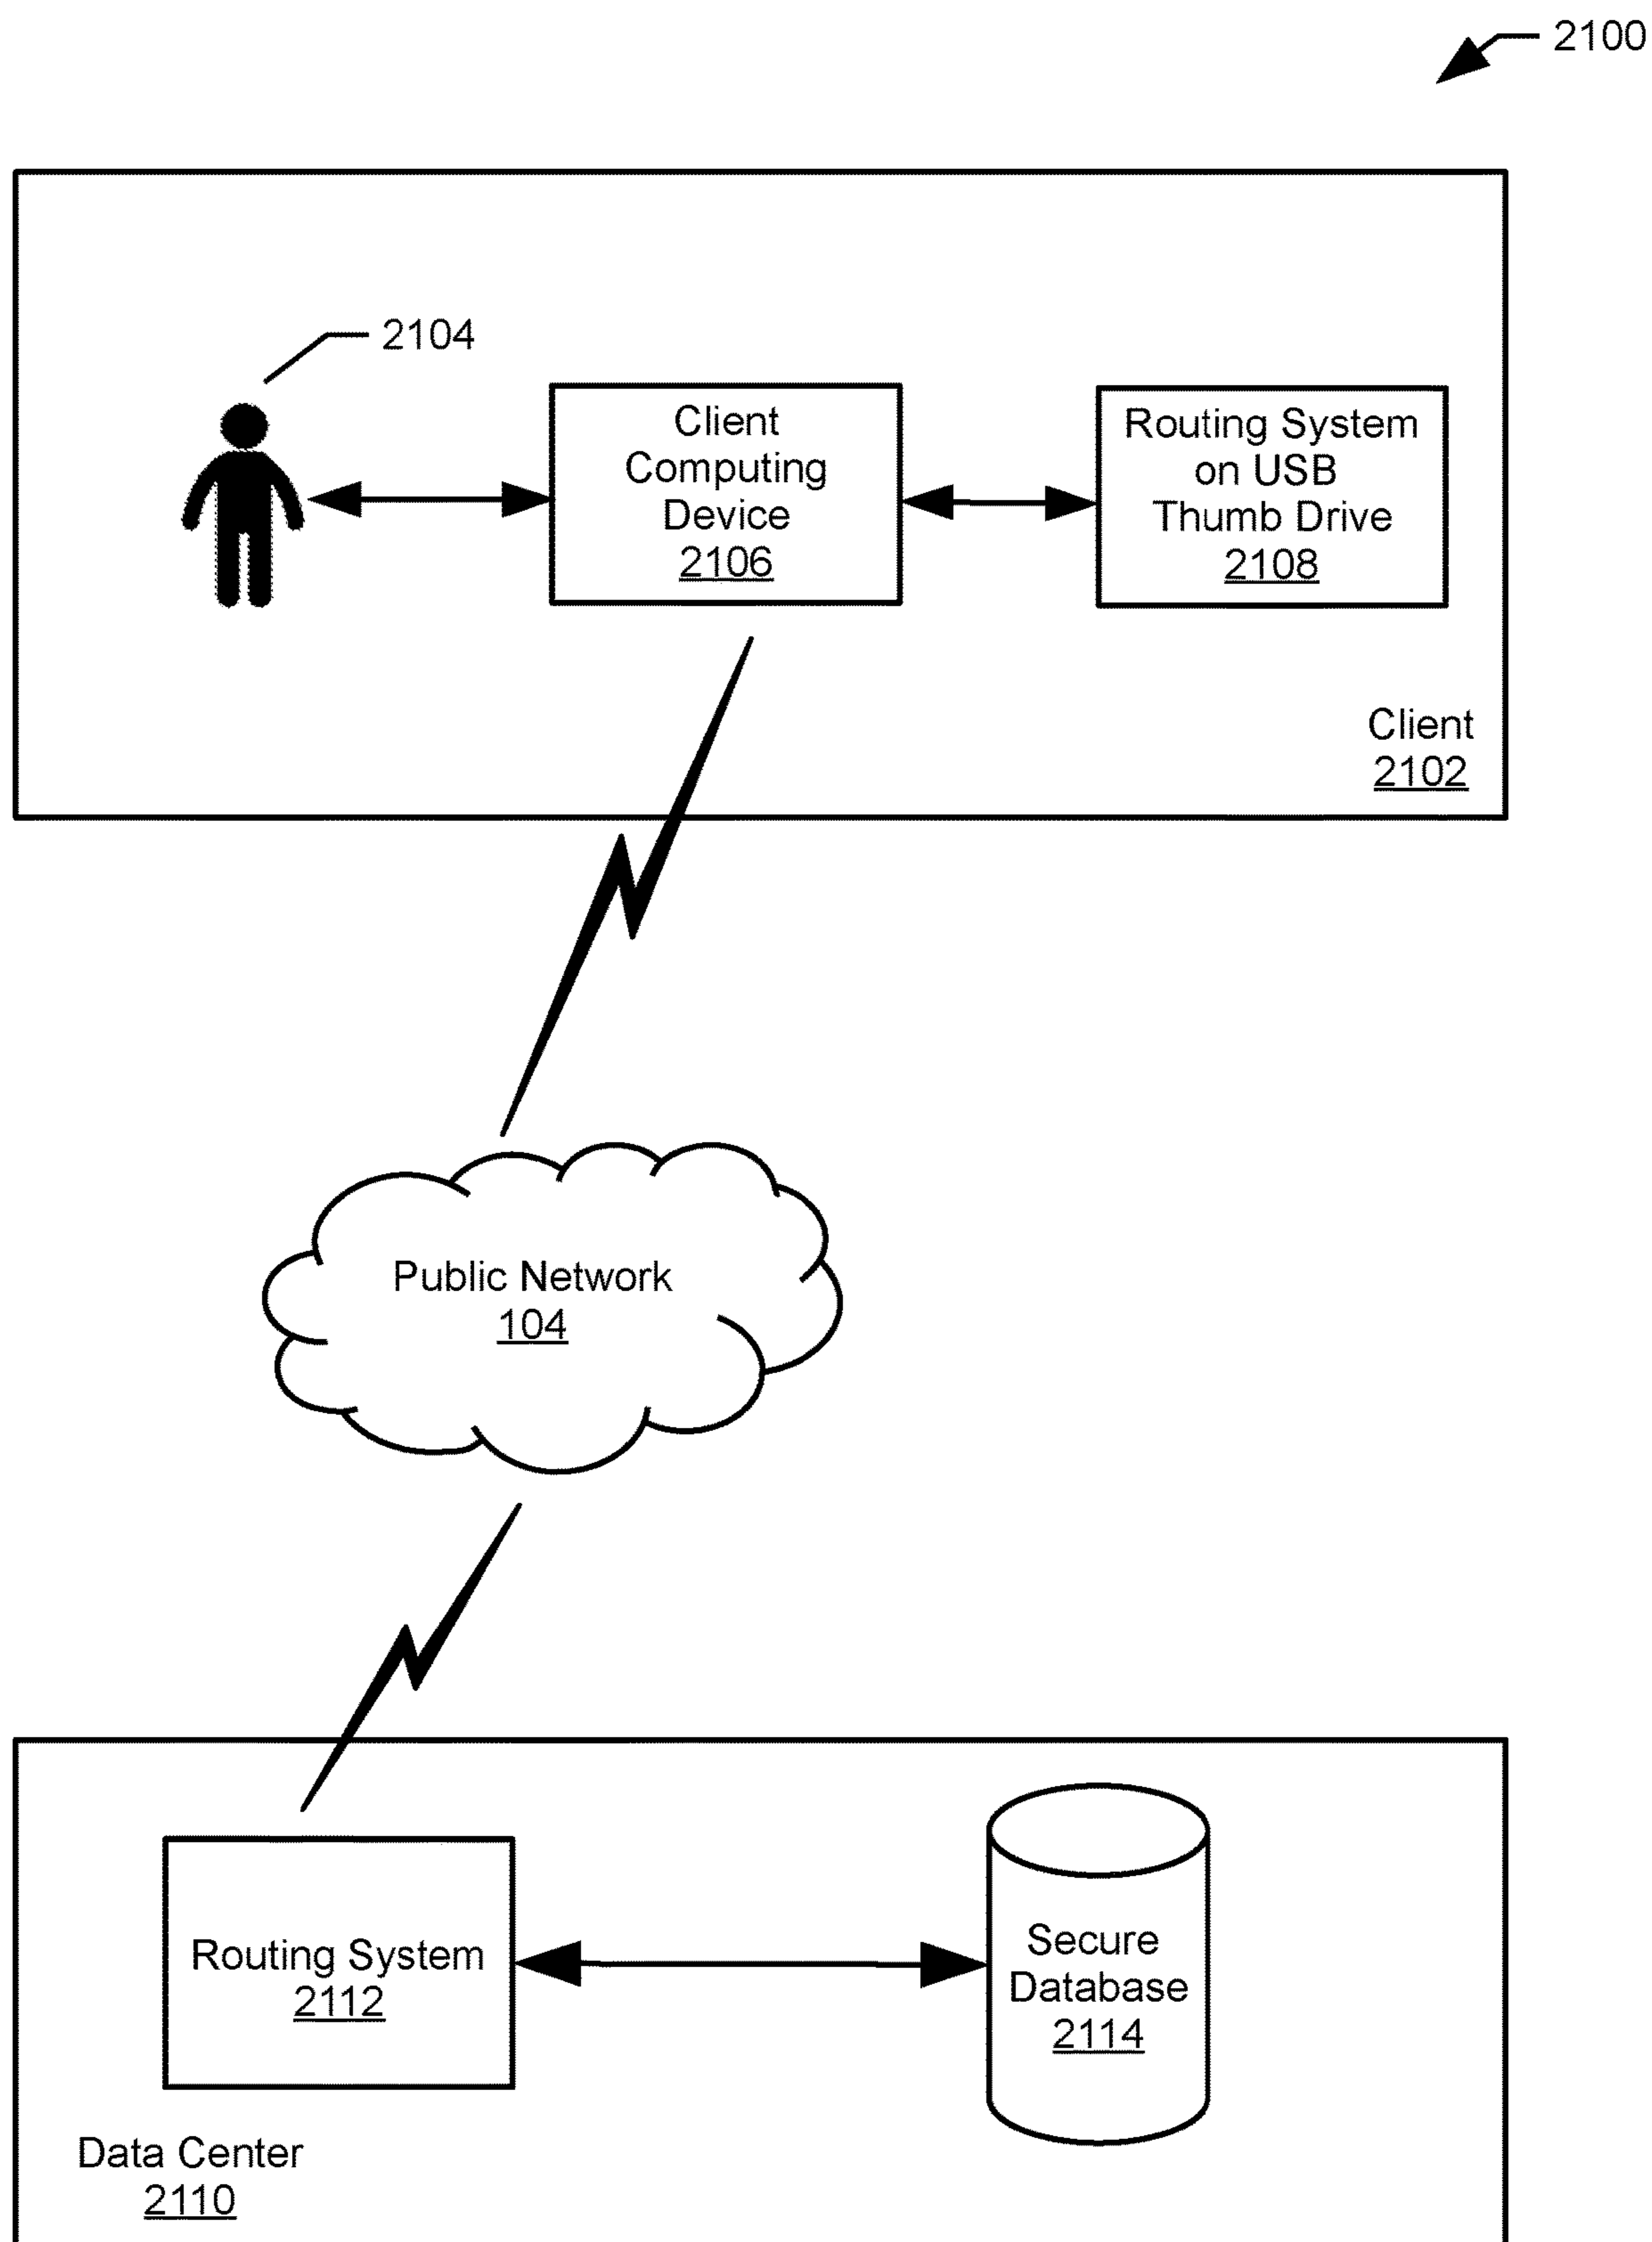 2100
2104
Client
Computing
Device
2106
Routing System
on USB
Thumb Drive
2108
Client
2102
Public Network
104
Routing System
2112
Secure
Database
2114
Data Center
2110